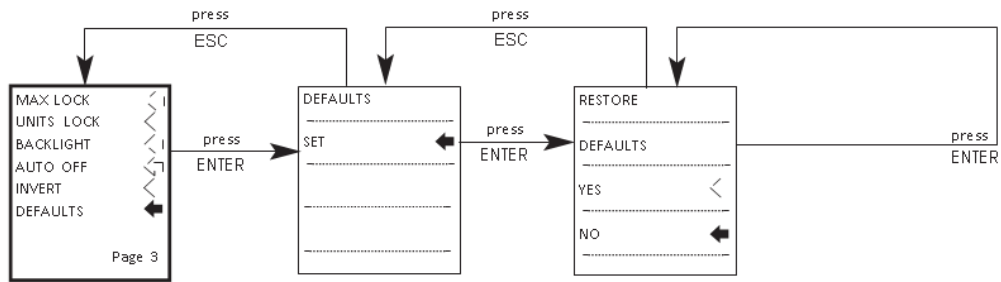 press
ESC
press
ESC
MAX LOCK
UNITS LOCK
BACKLIGHT
AUTO OFF
INVERT
DEFAULTS
Page 3
press
ENTER
DEFAULTS
SET
press
ENTER
RESTORE
DEFAULTS
YES
NO
press
ENTER